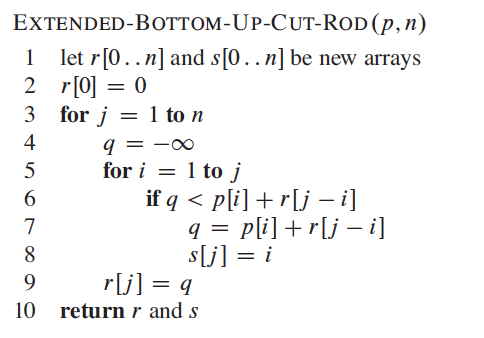 EXTENDED-BOTTOM-UP-CUT-ROD(p, n)
1 let r[0..n] and s[0..n] be new arrays
2 r[0] = 0
3 for j = 1 to n
4 q = −∞
5 for i = 1 to j
6 if q < p[i] + r[j − i]
7 q = p[i] + r[j − i]
8 s[j] = i
9 r[j] = q
10 return r and s